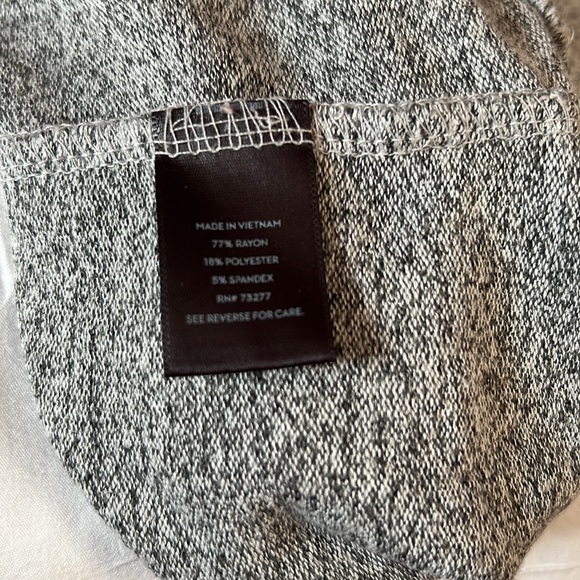 MADE IN VIETNAM
77% RAYON
18% POLYESTER
5% SPANDEX
RN# 73277
SEE REVERSE FOR CARE.